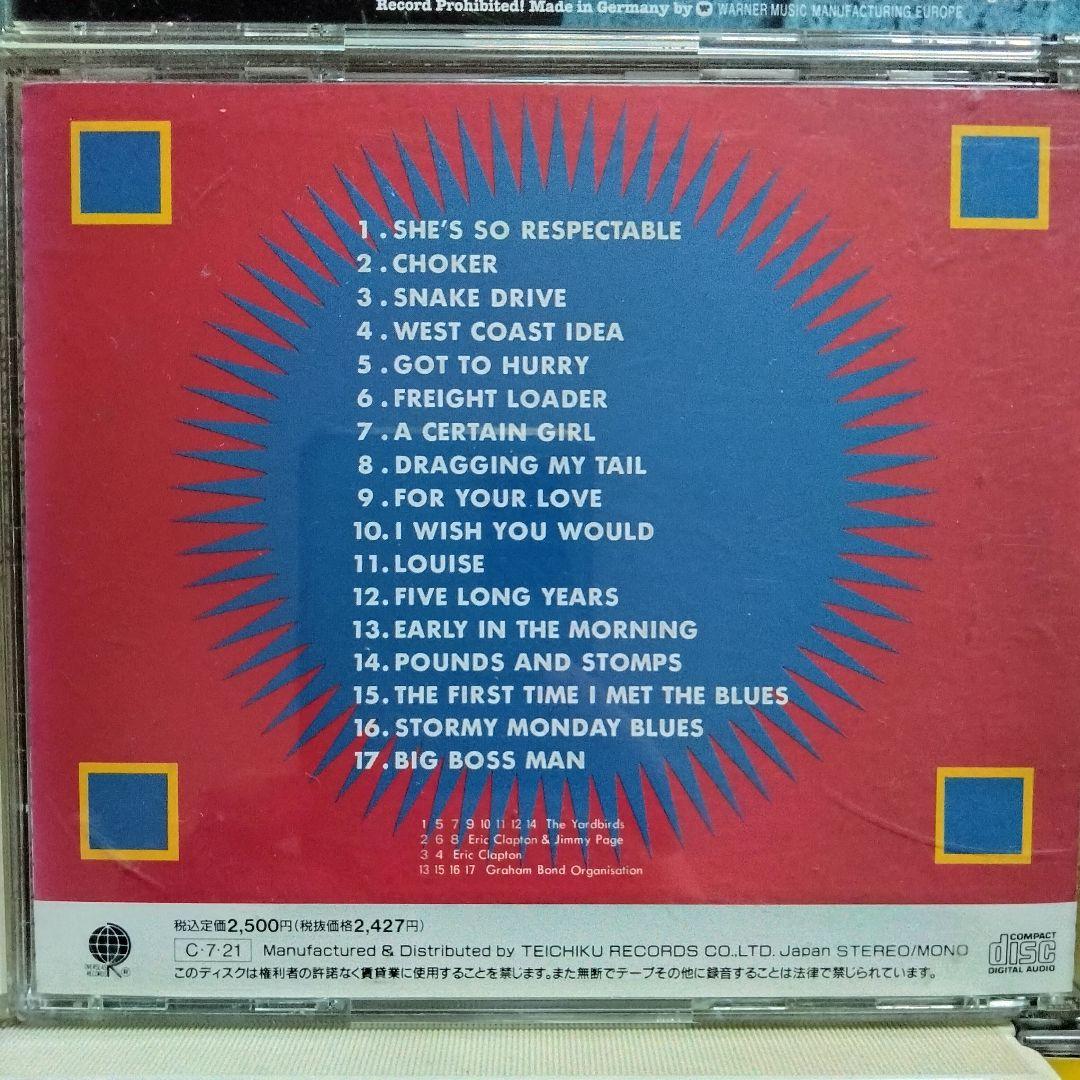 Record Prohibited! Made in Germany by WARNER MUSIC MANUFACTURING EUROPE
1. SHE'S SO RESPECTABLE
2. CHOKER
3. SNAKE DRIVE
4. WEST COAST IDEA
5. GOT TO HURRY
6. FREIGHT LOADER
7. A CERTAIN GIRL
8. DRAGGING MY TAIL
9. FOR YOUR LOVE
10. I WISH YOU WOULD
11. LOUISE
12. FIVE LONG YEARS
13. EARLY IN THE MORNING
14. POUNDS AND STOMPS
15. THE FIRST TIME I MET THE BLUES
16. STORMY MONDAY BLUES
17. BIG BOSS MAN
1 5 7 9 10 11 12 14 The Yardbirds
2 6 8 Eric Clapton & Jimmy Page
3 4 Eric Clapton
13 15 16 17 Graham Bond Organisation
税込定価2,500円(税抜価格2,427円)
C・7・21 Manufactured & Distributed by TEICHIKU RECORDS CO.,LTD. Japan STEREO/MONO
このディスクは権利者の許諾なく賃貸業に使用することを禁じます。また無断でテープその他に録音することは法律で禁じられています。
COMPACT
disc
DIGITAL AUDIO